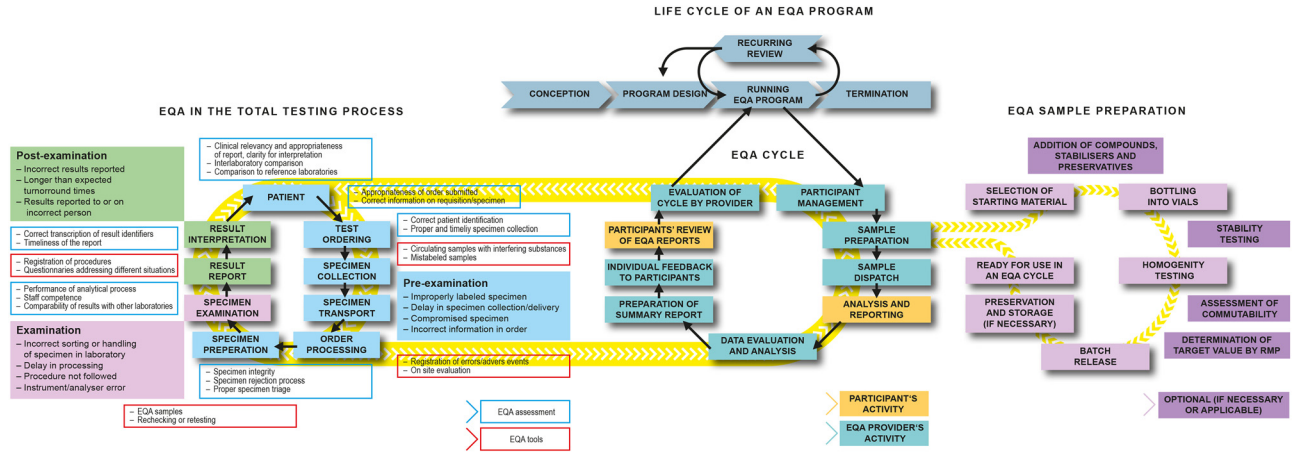 LIFE CYCLE OF AN EQA PROGRAM
RECURRING
REVIEW
CONCEPTION
PROGRAM DESIGN
RUNNING
EQA PROGRAM
TERMINATION
EQA IN THE TOTAL TESTING PROCESS
Post-examination
– Incorrect results reported
– Longer than expected
turnorround times
– Results reported to or on
incorrect person
– Clinical relevancy and appropriateness
of report, clarity for interpretation
– Interlaboratory comparison
– Comparison to reference laboratories
– Appropriateness of order submitted
– Correct information on requisition/specimen
– Correct patient identification
– Proper and timeliy specimen collection
– Circulating samples with interfering substances
– Mistabeled samples
– Correct transcription of result identifiers
– Timeliness of the report
– Registration of procedures
– Questionnaries addressing different situations
– Performance of analytical process
– Staff competence
– Comparability of results with other laboratories
PATIENT
TEST
ORDERING
SPECIMEN
COLLECTION
SPECIMEN
TRANSPORT
ORDER
PROCESSING
SPECIMEN
PREPERATION
SPECIMEN
EXAMINATION
RESULT
REPORT
RESULT
INTERPRETATION
Pre-examination
– Improperly labeled specimen
– Delay in specimen collection/delivery
– Compromised specimen
– Incorrect information in order
Examination
– Incorrect sorting or handling
of specimen in laboratory
– Delay in processing
– Procedure not followed
– Instrument/analyser error
– Specimen integrity
– Specimen rejection process
– Proper specimen triage
– Registration of errors/advers events
– On site evaluation
– EQA samples
– Rechecking or retesting
EQA assessment
EQA tools
EQA CYCLE
EVALUATION OF
CYCLE BY PROVIDER
PARTICIPANT
MANAGEMENT
PARTICIPANTS' REVIEW
OF EQA REPORTS
SAMPLE
PREPARATION
INDIVIDUAL FEEDBACK
TO PARTICIPANTS
SAMPLE
DISPATCH
PREPARATION OF
SUMMARY REPORT
ANALYSIS AND
REPORTING
DATA EVALUATION
AND ANALYSIS
PARTICIPANT'S
ACTIVITY
EQA PROVIDER'S
ACTIVITY
EQA SAMPLE PREPARATION
ADDITION OF COMPOUNDS,
STABILISERS AND
PRESERVATIVES
SELECTION OF
STARTING MATERIAL
BOTTLING
INTO VIALS
STABILITY
TESTING
READY FOR USE IN
AN EQA CYCLE
HOMOGENITY
TESTING
PRESERVATION
AND STORAGE
(IF NECESSARY)
ASSESSMENT OF
COMMUTABILITY
DETERMINATION OF
TARGET VALUE BY RMP
BATCH
RELEASE
OPTIONAL (IF NECESSARY
OR APPLICABLE)